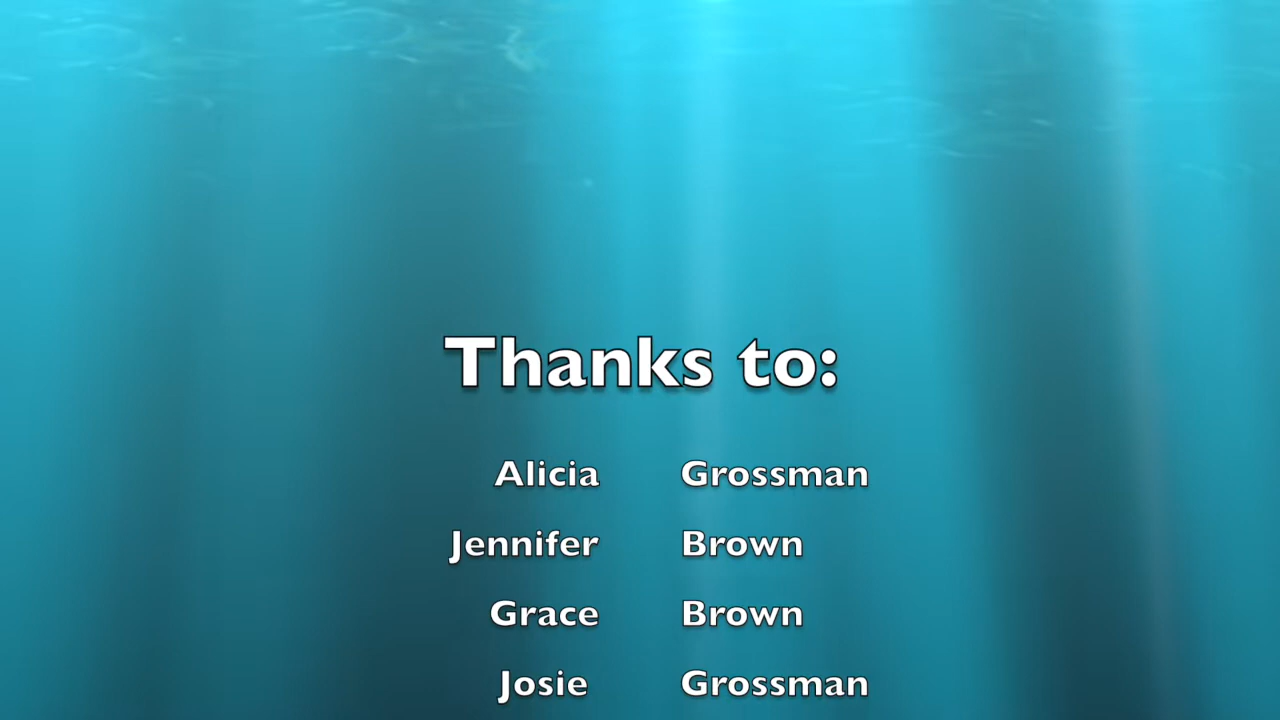 Thanks to:
Alicia Grossman
Jennifer Brown
Grace Brown
Josie Grossman